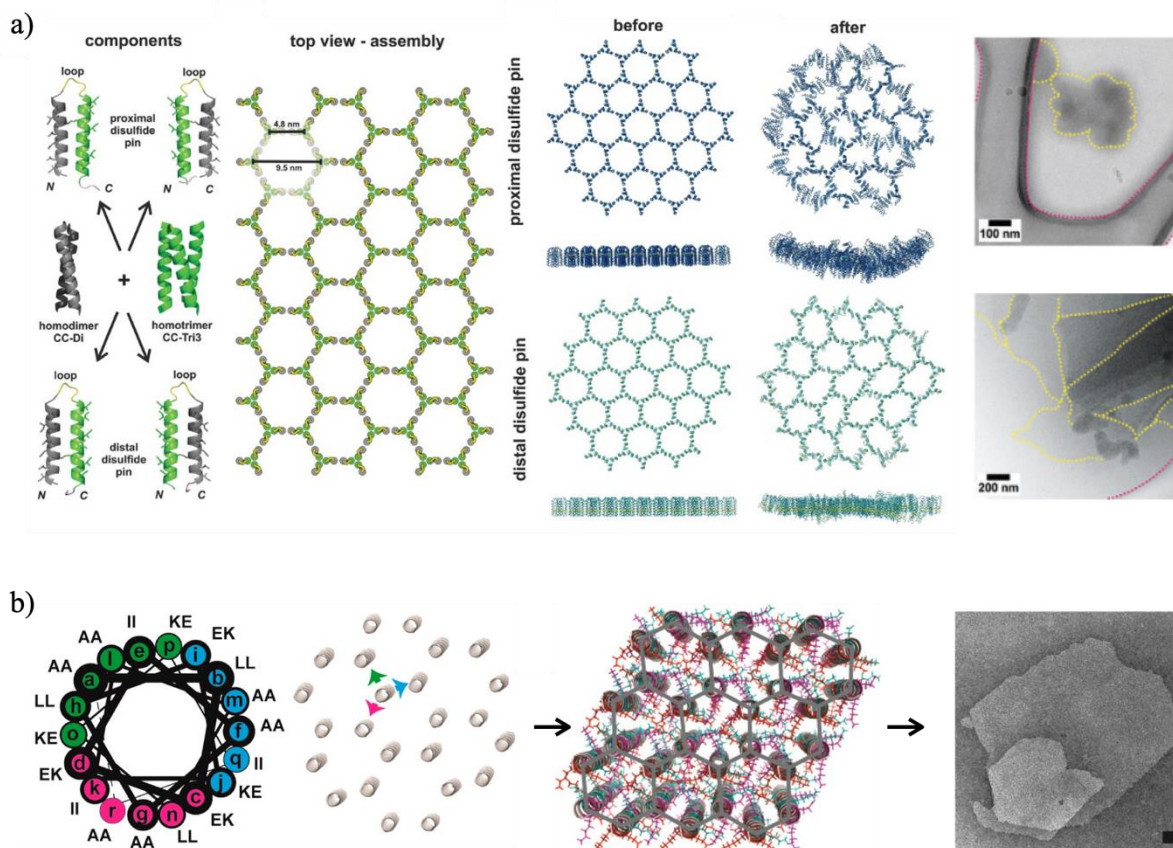 a)
components
top view - assembly
before
after
loop
loop
proximal
disulfide
pin
N
C
N
C
homodimer
CC-Di
+
homotrimer
CC-Tri3
loop
loop
distal
disulfide
pin
N
C
N
C
4.8 nm
9.5 nm
proximal disulfide pin
distal disulfide pin
100 nm
200 nm
b)
II
KE
EK
LL
AA
AA
II
KE
EK
LL
AA
AA
II
EK
KE
LL
AA
AA
e
p
i
b
m
f
q
j
c
n
g
r
k
d
o
h
a
l